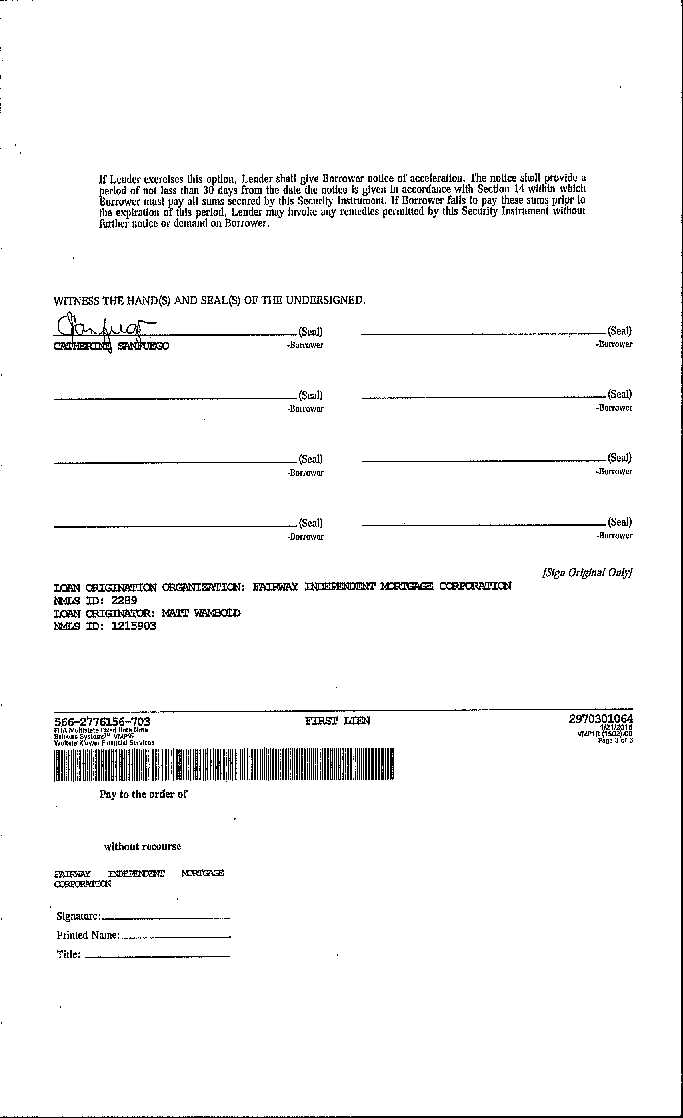 If Lender exercises this option, Lender shall give Borrower notice of acceleration. The notice shall provide a
period of not less than 30 days from the date the notice is given in accordance with Section 14 within which
Borrower must pay all sums secured by this Security Instrument. If Borrower fails to pay these sums prior to
the expiration of this period, Lender may invoke any remedies permitted by this Security Instrument without
further notice or demand on Borrower.
WITNESS THE HAND(S) AND SEAL(S) OF THE UNDERSIGNED.
(Seal) (Seal)
CATHERINE SANFUEGO -Borrower -Borrower
(Seal) (Seal)
-Borrower -Borrower
(Seal) (Seal)
-Borrower -Borrower
(Seal) (Seal)
-Borrower -Borrower
[Sign Original Only]
LOAN ORIGINATION ORGANIZATION: FAIRWAY INDEPENDENT MORTGAGE CORPORATION
NMLS ID: 2289
LOAN ORIGINATOR: MATT WAMBOLD
NMLS ID: 1215903
566-2776156-703 FIRST LIEN 2970301064
FHA Multistate Fixed Rate Note
Bankers Systems™ VMP®
Wolters Kluwer Financial Services
VMP1R (1502).00
Page 3 of 3
Pay to the order of
without recourse
FAIRWAY INDEPENDENT MORTGAGE
CORPORATION
Signature:
Printed Name:
Title: